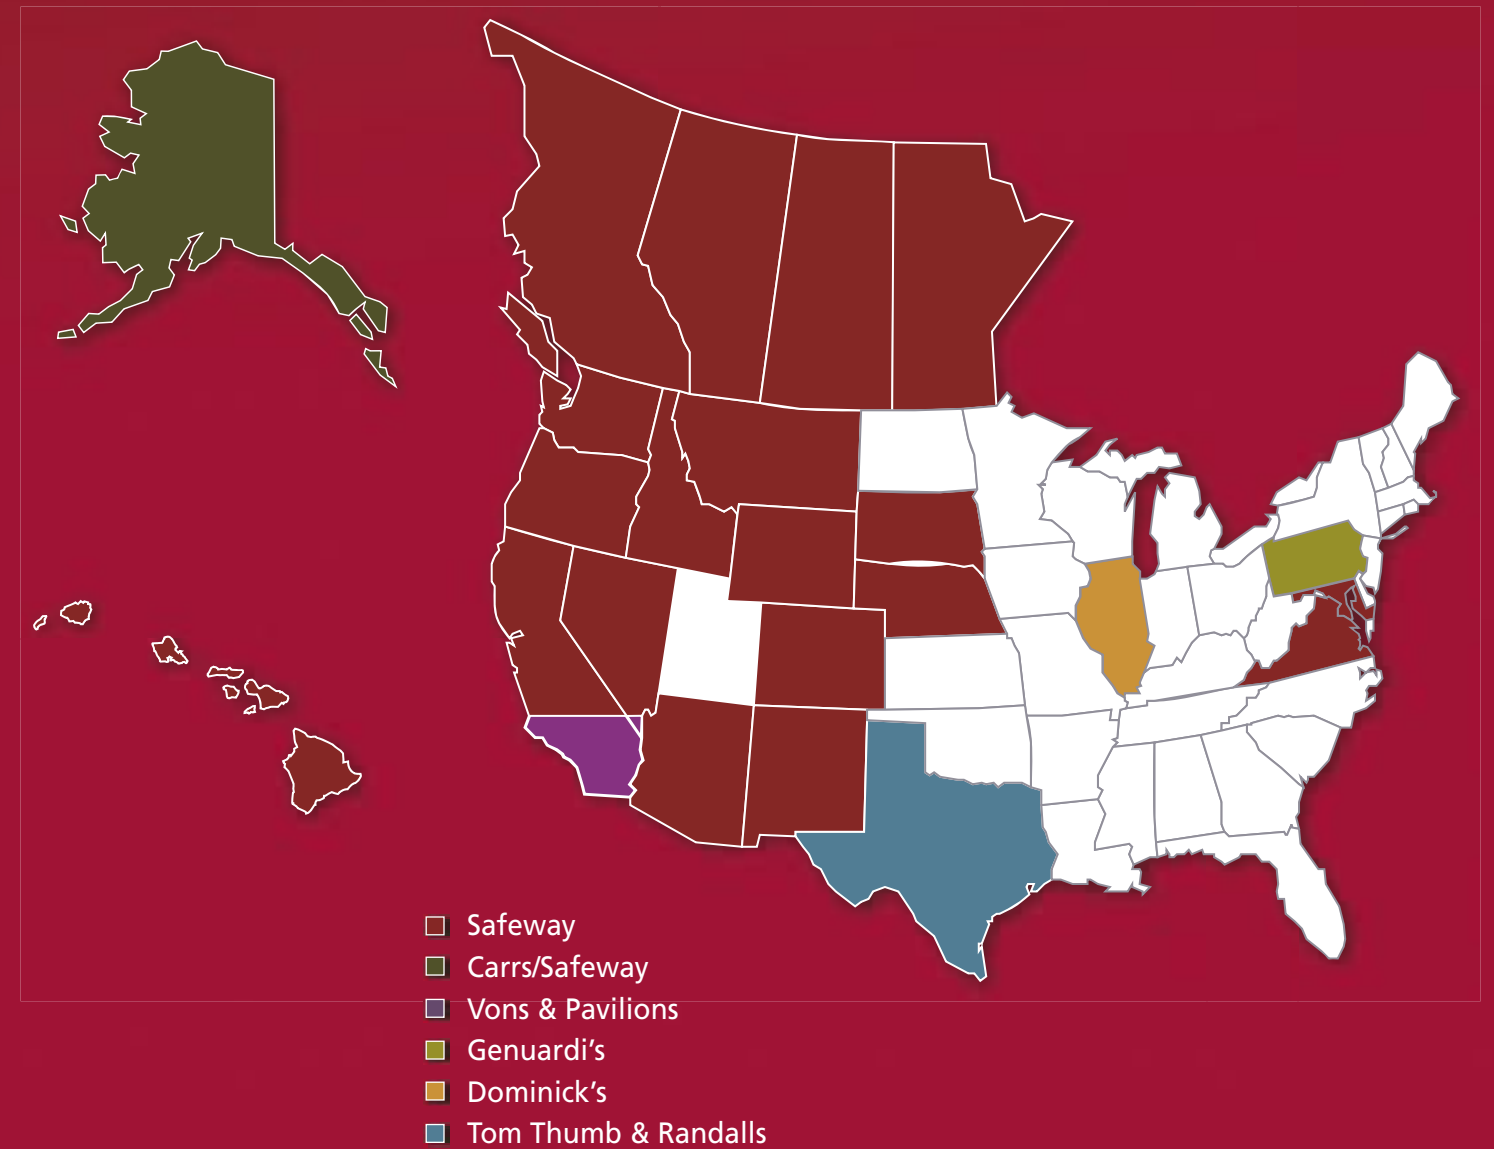 Safeway
Carrs/Safeway
Vons & Pavilions
Genuardi’s
Dominick’s
Tom Thumb & Randalls